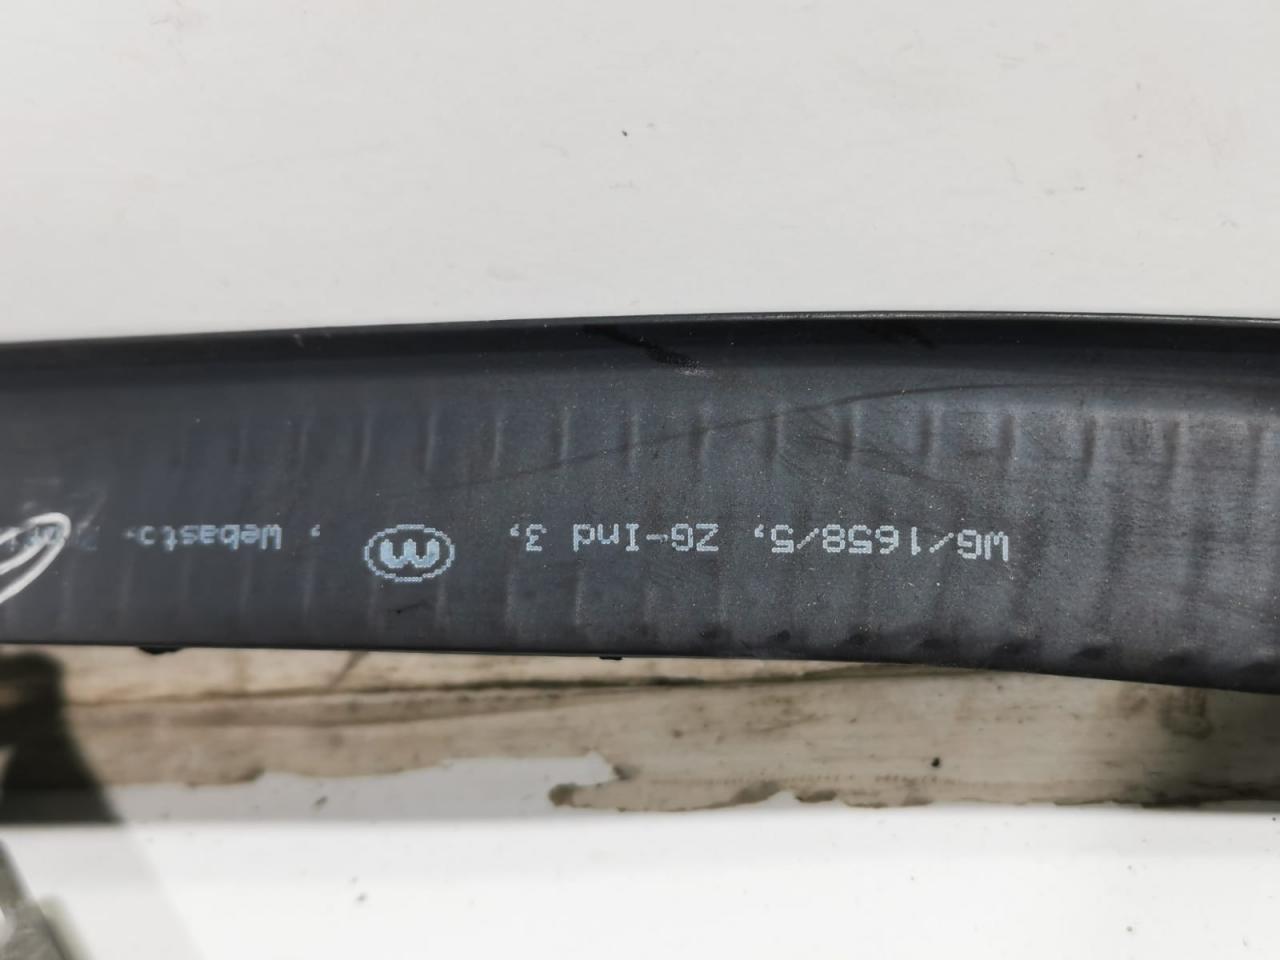 WG/1658/5, ZG-Ind 3, , Webasto,